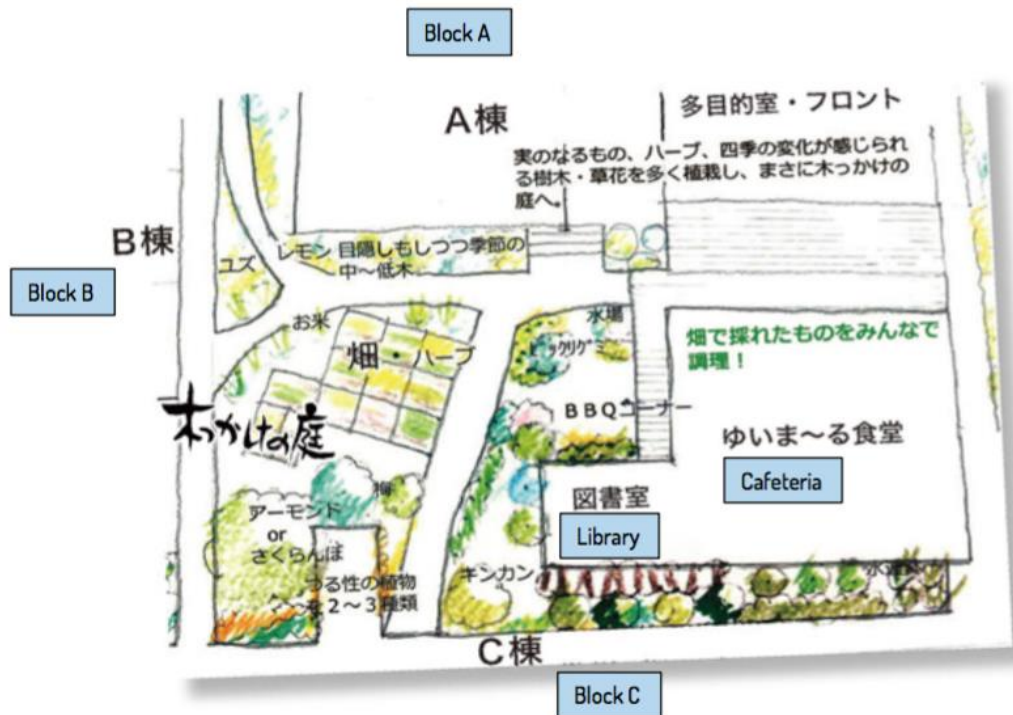 Block A
A棟
多目的室・フロント
実のなるもの、ハーブ、四季の変化が感じられ
る樹木・草花を多く植栽し、まさに木っかけの
庭へ。
B棟
Block B
ユズ
レモン
目隠しもしつつ季節の
中~低木
お米
畑・ハーブ
水場
畑で採れたものをみんなで
調理!
木っかけの庭
BBQコーナー
ゆいま~る食堂
Cafeteria
図書室
Library
梅
アーモンド
or
さくらんぼ
つる性の植物
を2~3種類
キンカン
C棟
Block C